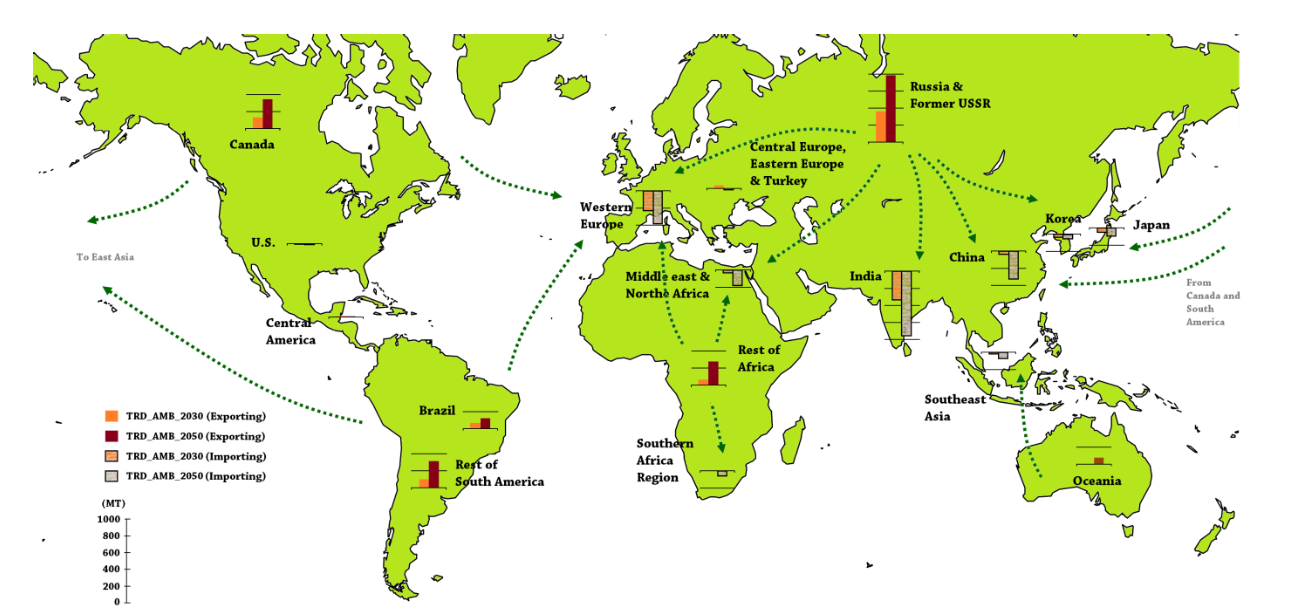 Russia &
Former USSR
Canada
Central Europe,
Eastern Europe
& Turkey
Western
Europe
Korea
Japan
U.S.
To East Asia
China
Middle east &
Northe Africa
India
From
Canada and
South
America
Central
America
Rest of
Africa
Southeast
Asia
Brazil
TRD_AMB_2030 (Exporting)
TRD_AMB_2050 (Exporting)
TRD_AMB_2030 (Importing)
TRD_AMB_2050 (Importing)
Southern
Africa
Region
Rest of
South America
Oceania
(MT)
1000
800
600
400
200
0